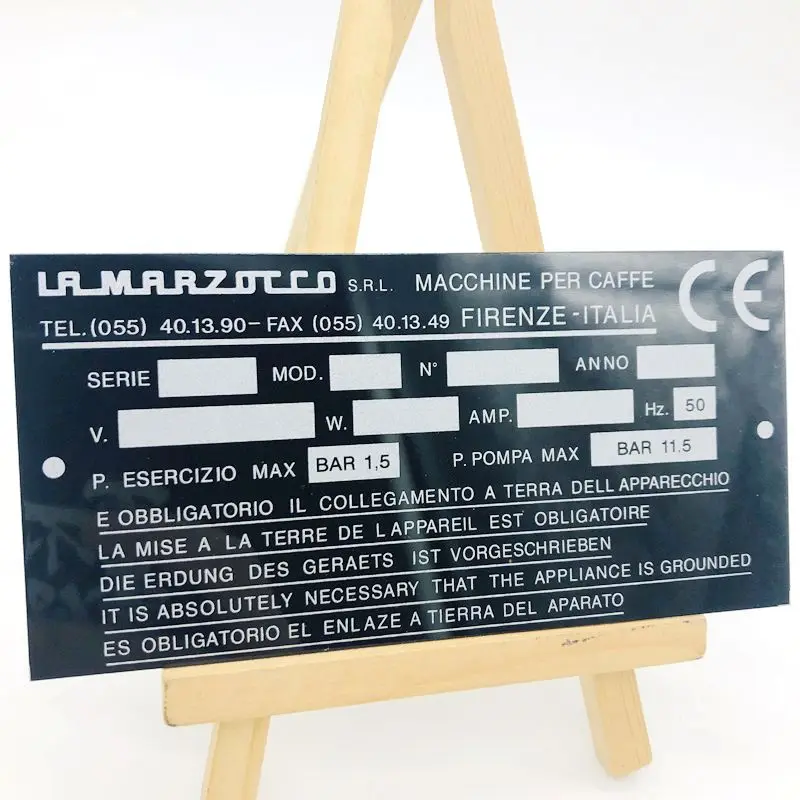 LA MARZOCCO S.R.L. MACCHINE PER CAFFE CE
TEL. (055) 40.13.90 - FAX (055) 40.13.49 FIRENZE - ITALIA
SERIE MOD. N° ANNO
V. W. AMP. Hz. 50
P. ESERCIZIO MAX BAR 1,5 P. POMPA MAX BAR 11.5
E OBBLIGATORIO IL COLLEGAMENTO A TERRA DELL APPARECCHIO
LA MISE A LA TERRE DE L APPAREIL EST OBLIGATOIRE
DIE ERDUNG DES GERAETS IST VORGESCHRIEBEN
IT IS ABSOLUTELY NECESSARY THAT THE APPLIANCE IS GROUNDED
ES OBLIGATORIO EL ENLAZE A TIERRA DEL APARATO